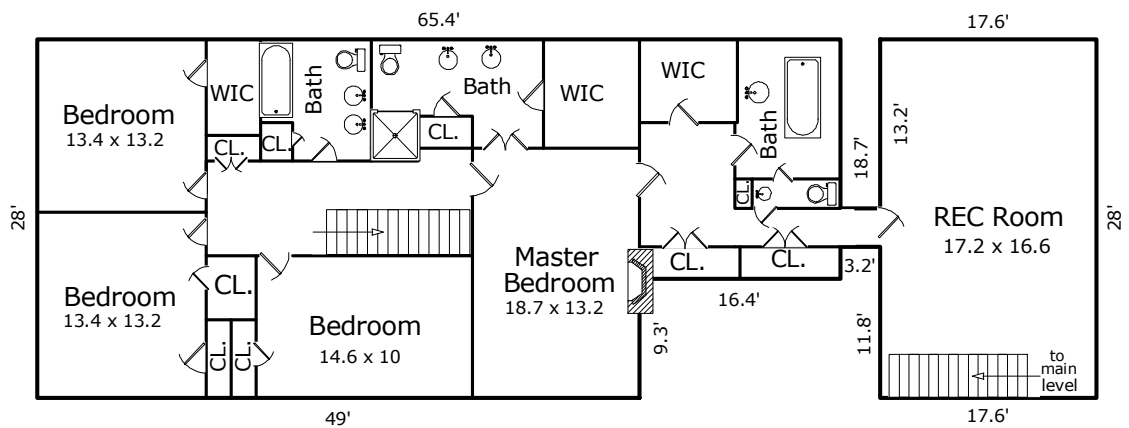 65.4'
17.6'
WIC
Bath
Bath
WIC
WIC
Bath
Bedroom
13.4 x 13.2
CL.
CL.
CL.
CL.
13.2'
18.7'
28'
REC Room
17.2 x 16.6
28'
Master
Bedroom
18.7 x 13.2
CL.
CL.
3.2'
16.4'
CL.
Bedroom
13.4 x 13.2
Bedroom
14.6 x 10
CL.
CL.
9.3'
11.8'
to
main
level
49'
17.6'